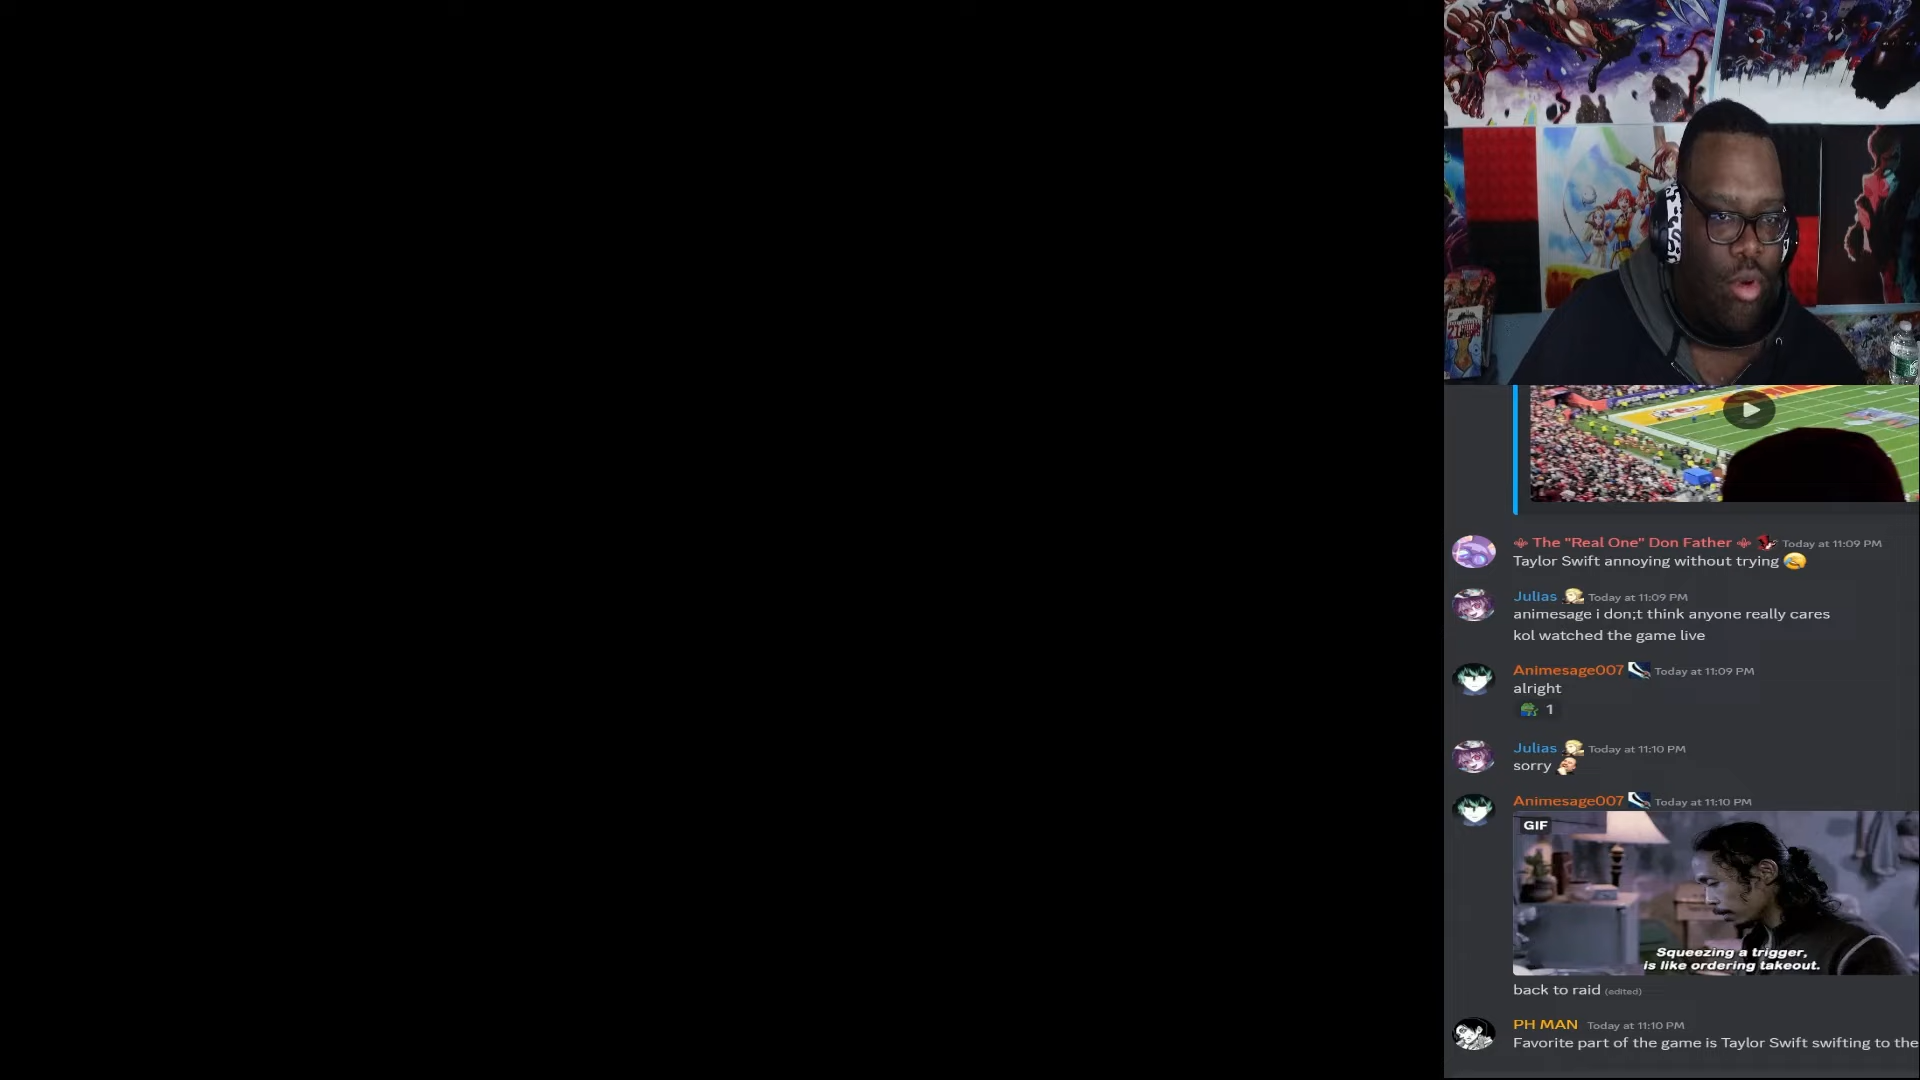 The "Real One" Don Father Today at 11:09 PM
Taylor Swift annoying without trying
Julias Today at 11:09 PM
animesage i don;t think anyone really cares
kol watched the game live
Animesage007 Today at 11:09 PM
alright
1
Julias Today at 11:10 PM
sorry
Animesage007 Today at 11:10 PM
GIF
Squeezing a trigger,
is like ordering takeout.
back to raid (edited)
PH MAN Today at 11:10 PM
Favorite part of the game is Taylor Swift swifting to the